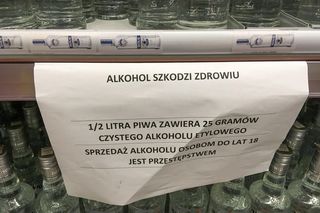 ALKOHOL SZKODZI ZDROWIU
1/2 LITRA PIWA ZAWIERA 25 GRAMÓW
CZYSTEGO ALKOHOLU ETYLOWEGO
SPRZEDAŻ ALKOHOLU OSOBOM DO LAT 18
JEST PRZESTĘPSTWEM